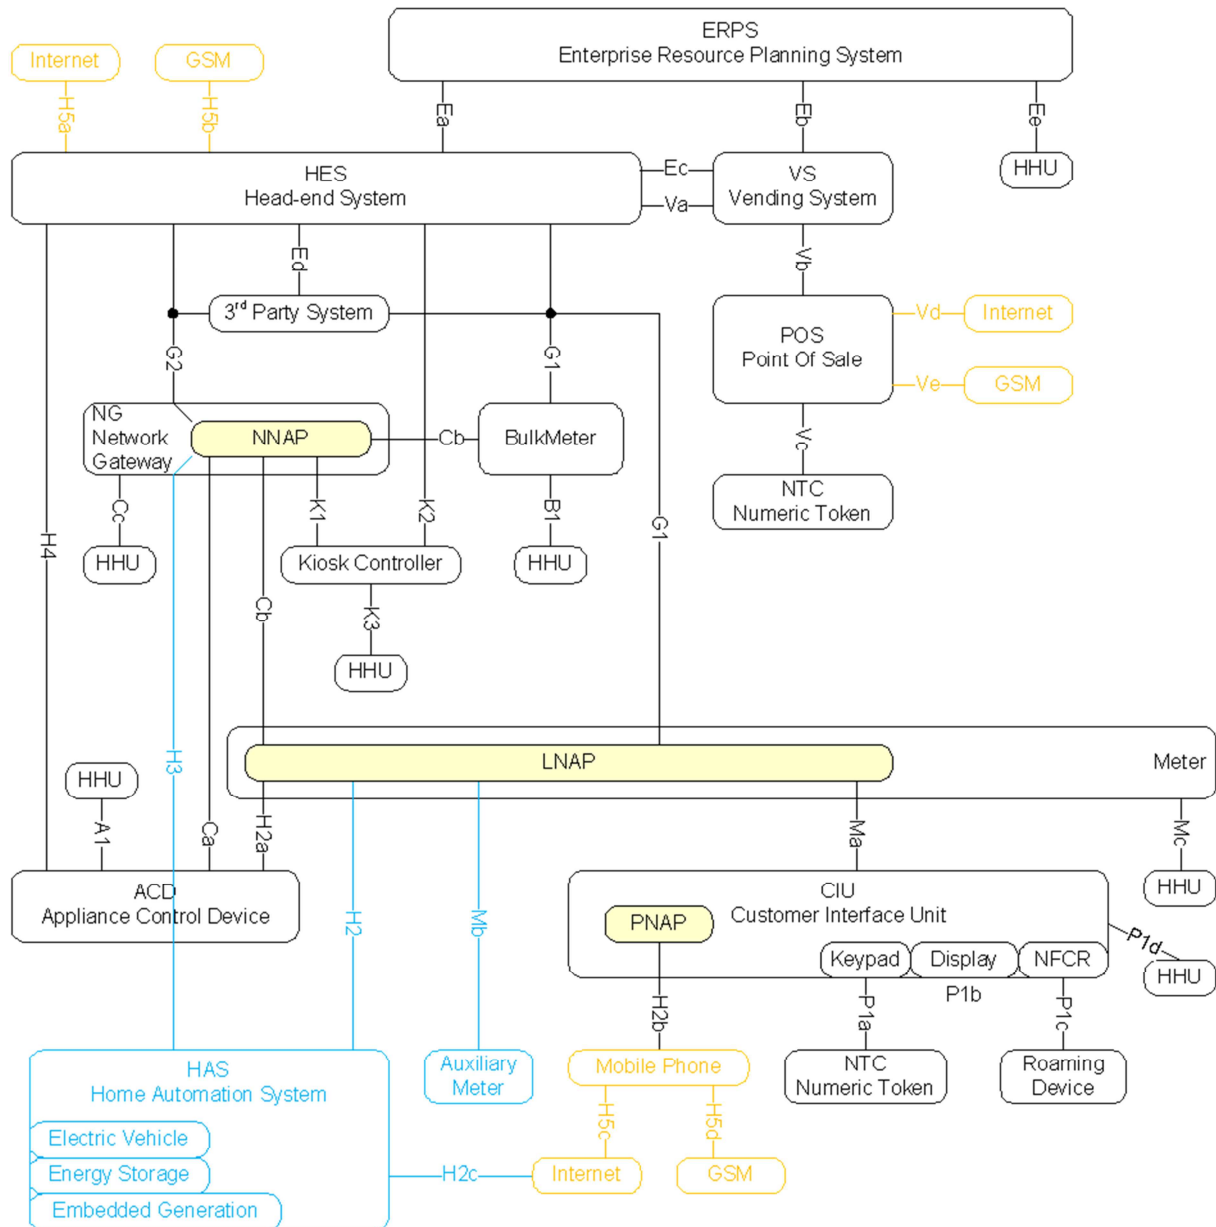 ERPS
Enterprise Resource Planning System
Internet
GSM
H5a
H5b
Ea
Eb
Ee
HES
Head-end System
Ec
Va
VS
Vending System
HHU
Ed
Vb
3rd Party System
POS
Point Of Sale
Vd
Internet
Ve
GSM
G2
G1
NG
Network
Gateway
NNAP
Cb
BulkMeter
Vc
NTC
Numeric Token
Cc
K1
K2
B1
G1
H4
HHU
Kiosk Controller
HHU
Cb
K3
HHU
H3
LNAP
Meter
HHU
A1
Ca
H2a
Ma
Mc
ACD
Appliance Control Device
H2
Mb
CIU
Customer Interface Unit
HHU
PNAP
P1d
Keypad
Display
NFCR
HHU
P1b
H2b
P1a
P1c
HAS
Home Automation System
Auxiliary
Meter
Mobile Phone
NTC
Numeric Token
Roaming
Device
H5c
H5d
Electric Vehicle
Energy Storage
Embedded Generation
H2c
Internet
GSM